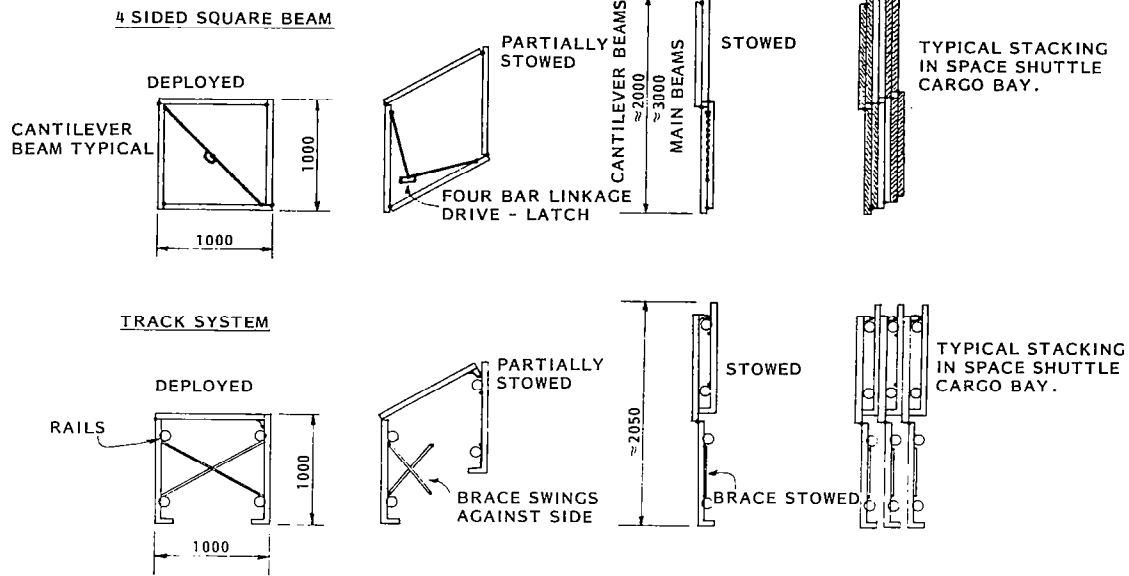 4 SIDED SQUARE BEAM
DEPLOYED
CANTILEVER
BEAM TYPICAL
1000
1000
PARTIALLY
STOWED
FOUR BAR LINKAGE
DRIVE - LATCH
CANTILEVER BEAMS
≈2000
≈3000
MAIN BEAMS
STOWED
TYPICAL STACKING
IN SPACE SHUTTLE
CARGO BAY.
TRACK SYSTEM
DEPLOYED
RAILS
1000
1000
PARTIALLY
STOWED
BRACE SWINGS
AGAINST SIDE
≈2050
STOWED
BRACE STOWED
TYPICAL STACKING
IN SPACE SHUTTLE
CARGO BAY.